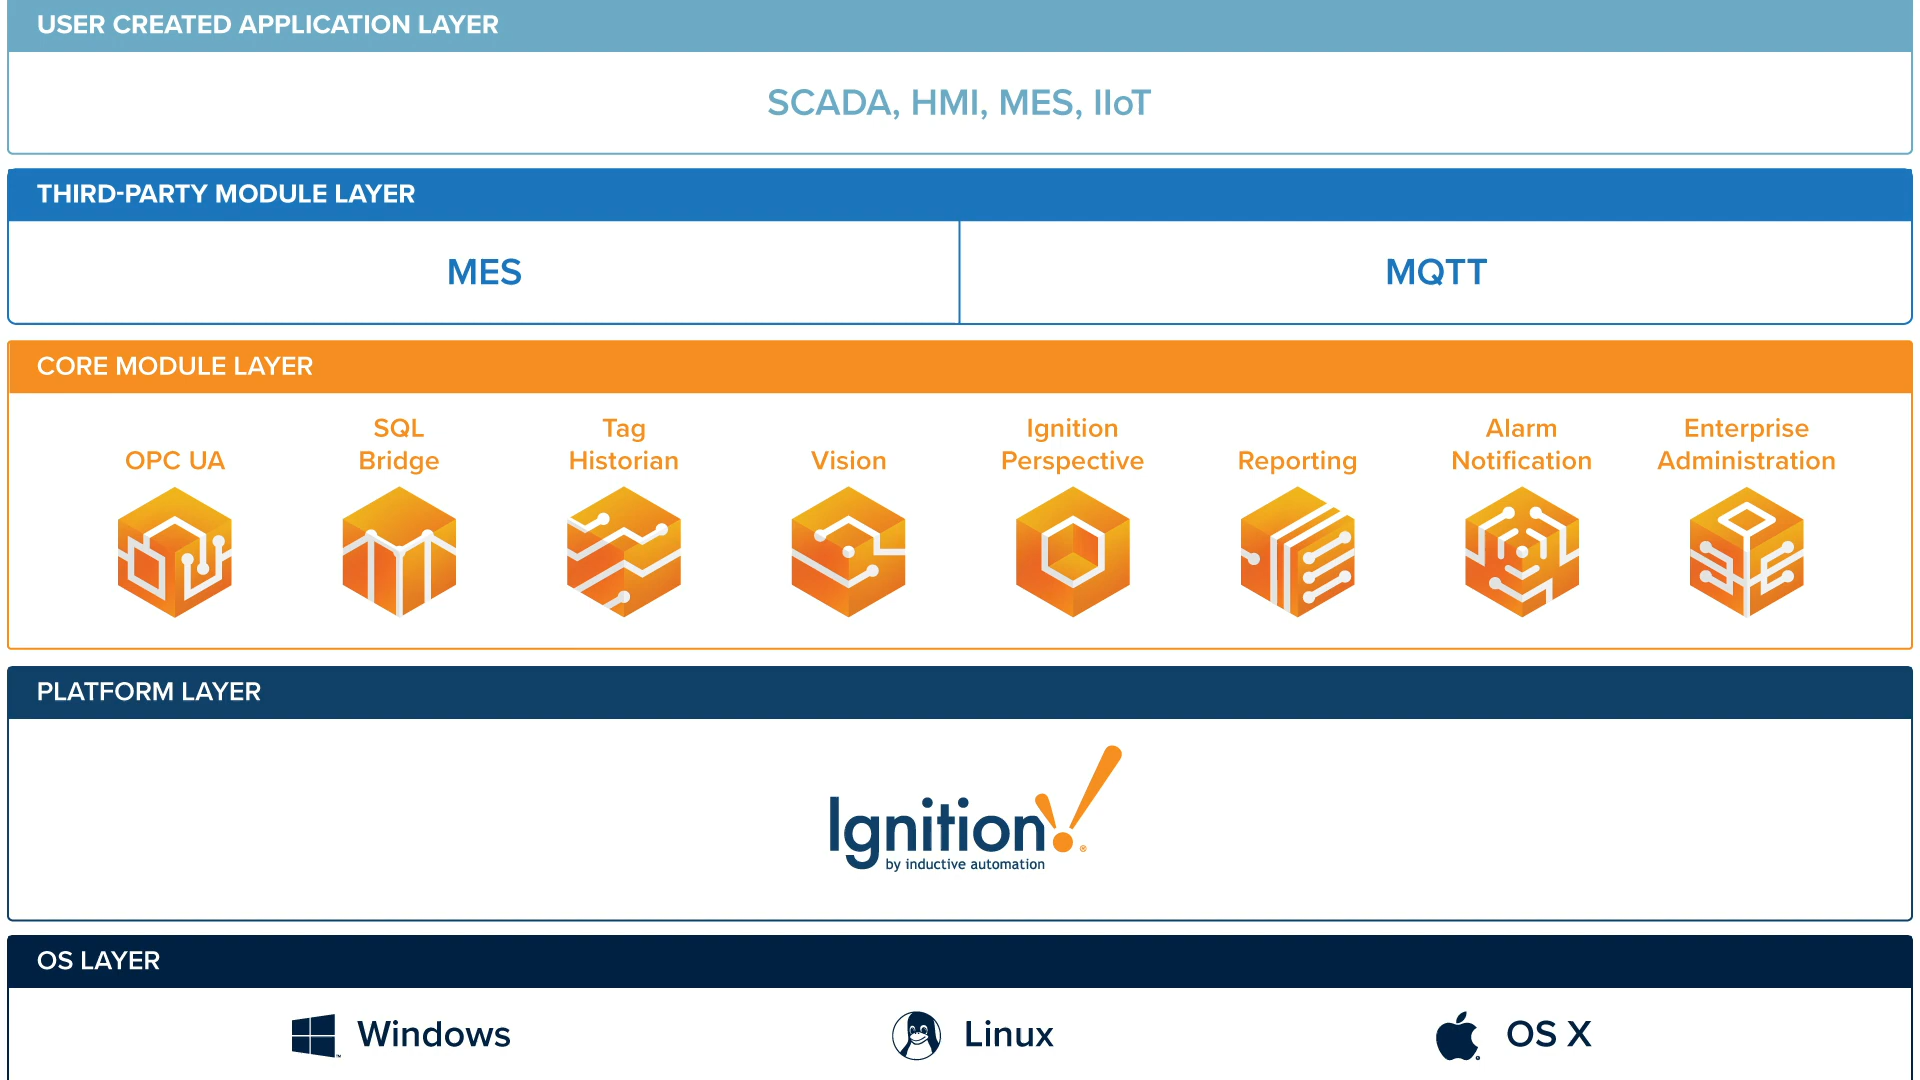 USER CREATED APPLICATION LAYER
SCADA, HMI, MES, IIoT
THIRD-PARTY MODULE LAYER
MES
MQTT
CORE MODULE LAYER
OPC UA
SQL
Bridge
Tag
Historian
Vision
Ignition
Perspective
Reporting
Alarm
Notification
Enterprise
Administration
PLATFORM LAYER
Ignition!®
by inductive automation
OS LAYER
Windows
Linux
OS X